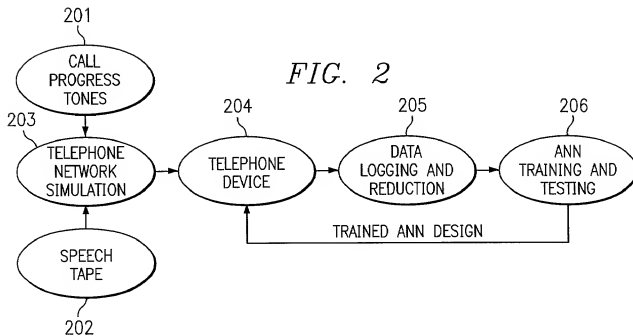 201
CALL
PROGRESS
TONES
FIG. 2
203
204
205
206
TELEPHONE
NETWORK
SIMULATION
TELEPHONE
DEVICE
DATA
LOGGING AND
REDUCTION
ANN
TRAINING AND
TESTING
TRAINED ANN DESIGN
SPEECH
TAPE
202